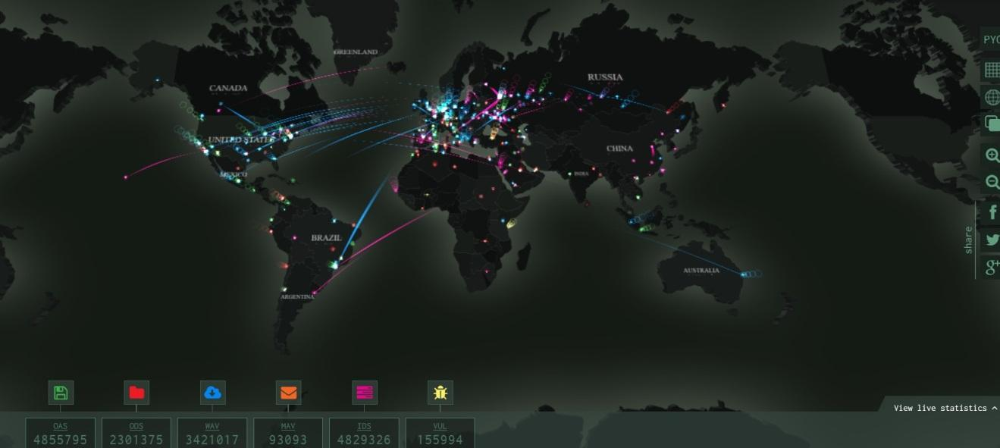 GREENLAND
CANADA
RUSSIA
UNITED STATES
CHINA
MEXICO
INDIA
BRAZIL
AUSTRALIA
ARGENTINA
share
View live statistics
OAS
4855795
ODS
2301375
WAV
3421017
MAV
93093
IDS
4829326
VUL
155994